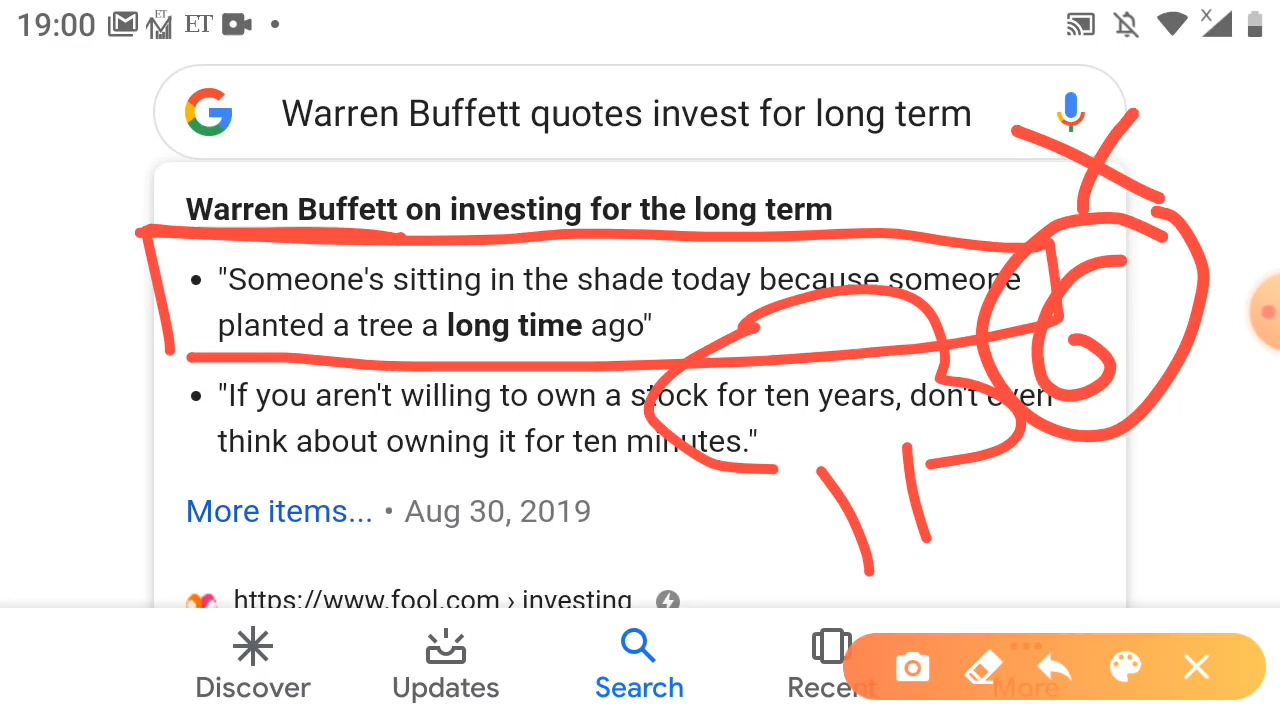 19:00 ET ET
Warren Buffett quotes invest for long term
Warren Buffett on investing for the long term
• "Someone's sitting in the shade today because someone
planted a tree a long time ago"
• "If you aren't willing to own a stock for ten years, don't even
think about owning it for ten minutes."
More items... • Aug 30, 2019
https://www.fool.com › investing
Discover Updates Search Recent More